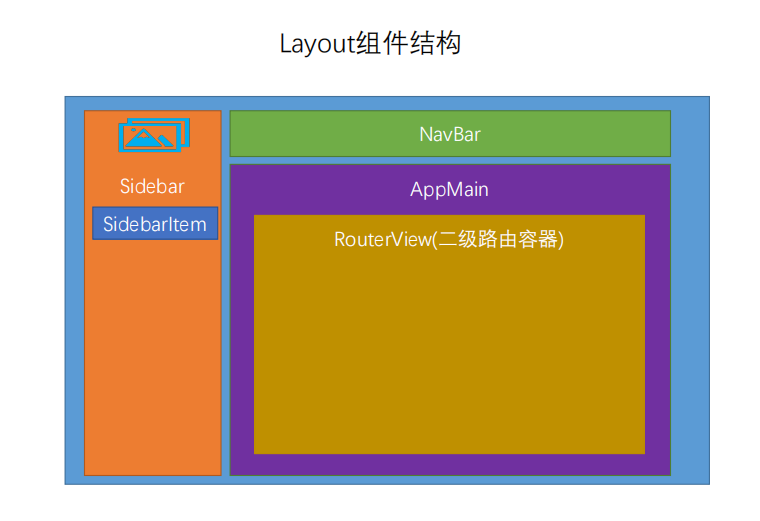 Layout组件结构
NavBar
Sidebar
AppMain
SidebarItem
RouterView(二级路由容器)